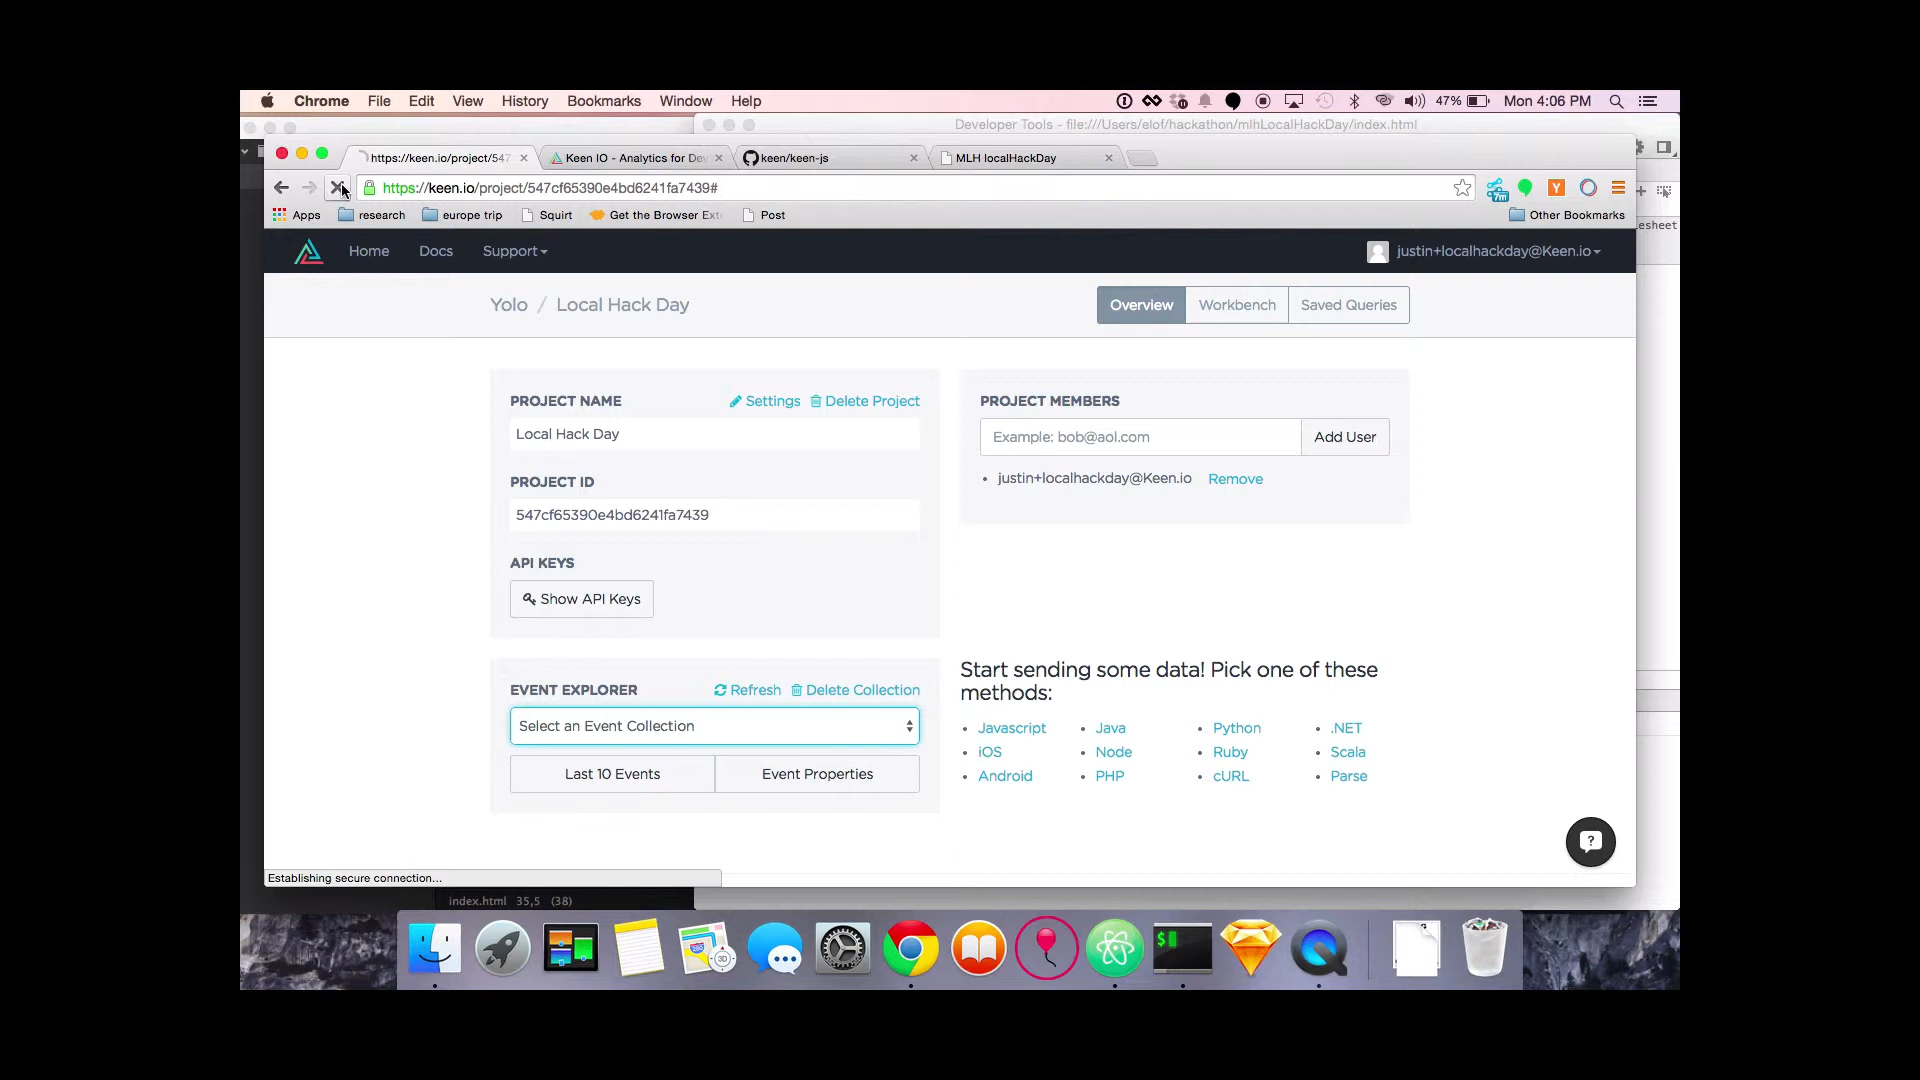 Chrome File Edit View History Bookmarks Window Help 47% Mon 4:06 PM
Developer Tools - file:///Users/elof/hackathon/mlhLocalHackDay/index.html
https://keen.io/project/547 Keen IO - Analytics for Dev keen/keen-js MLH localHackDay
https://keen.io/project/547cf65390e4bd6241fa7439#
7m Y
Apps research europe trip Squirt Get the Browser Ext Post Other Bookmarks
lesheet
Home Docs Support justin+localhackday@Keen.io
Yolo / Local Hack Day Overview Workbench Saved Queries
PROJECT NAME Settings Delete Project
Local Hack Day
PROJECT ID
547cf65390e4bd6241fa7439
API KEYS
Show API Keys
PROJECT MEMBERS
Example: bob@aol.com Add User
justin+localhackday@Keen.io Remove
EVENT EXPLORER Refresh Delete Collection
Select an Event Collection
Last 10 Events Event Properties
Start sending some data! Pick one of these
methods:
Javascript Java Python .NET
iOS Node Ruby Scala
Android PHP cURL Parse
Establishing secure connection...
index.html 35,5 (38)
3D
$